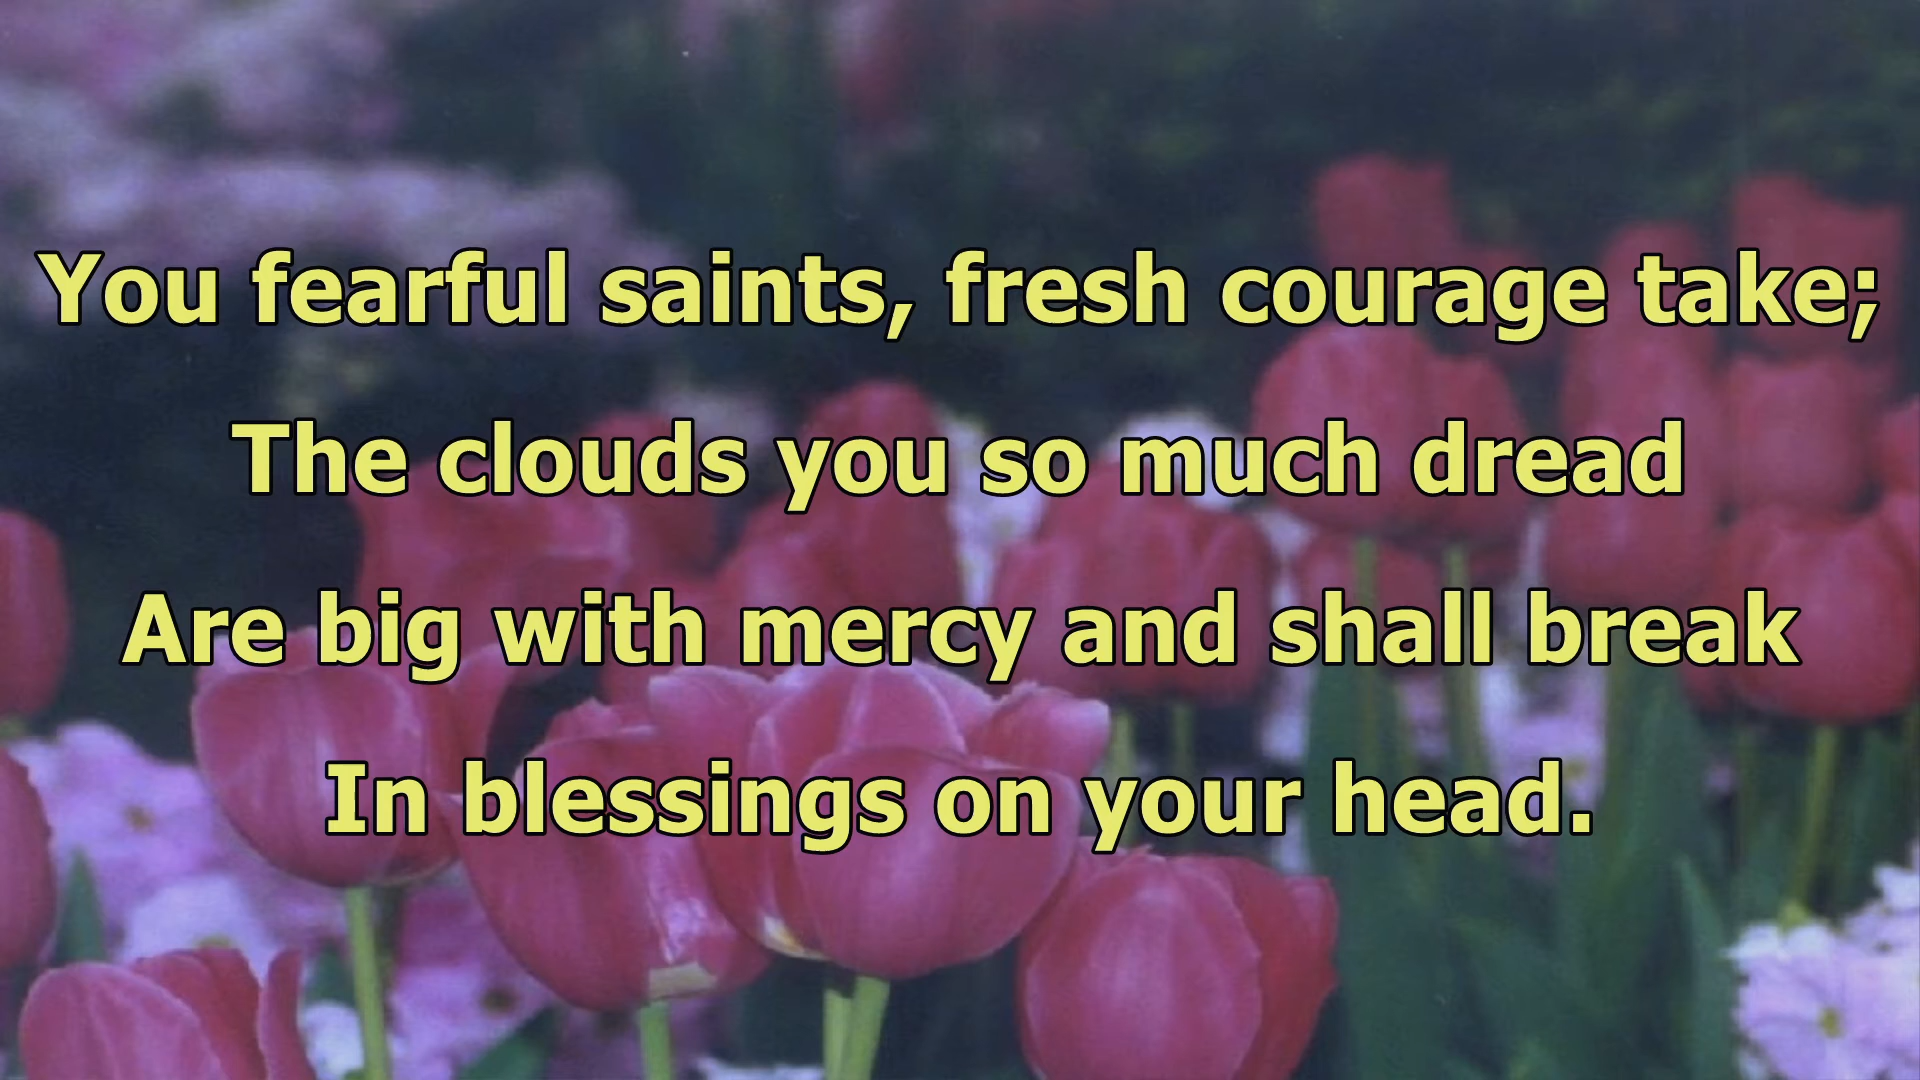 You fearful saints, fresh courage take;
The clouds you so much dread
Are big with mercy and shall break
In blessings on your head.